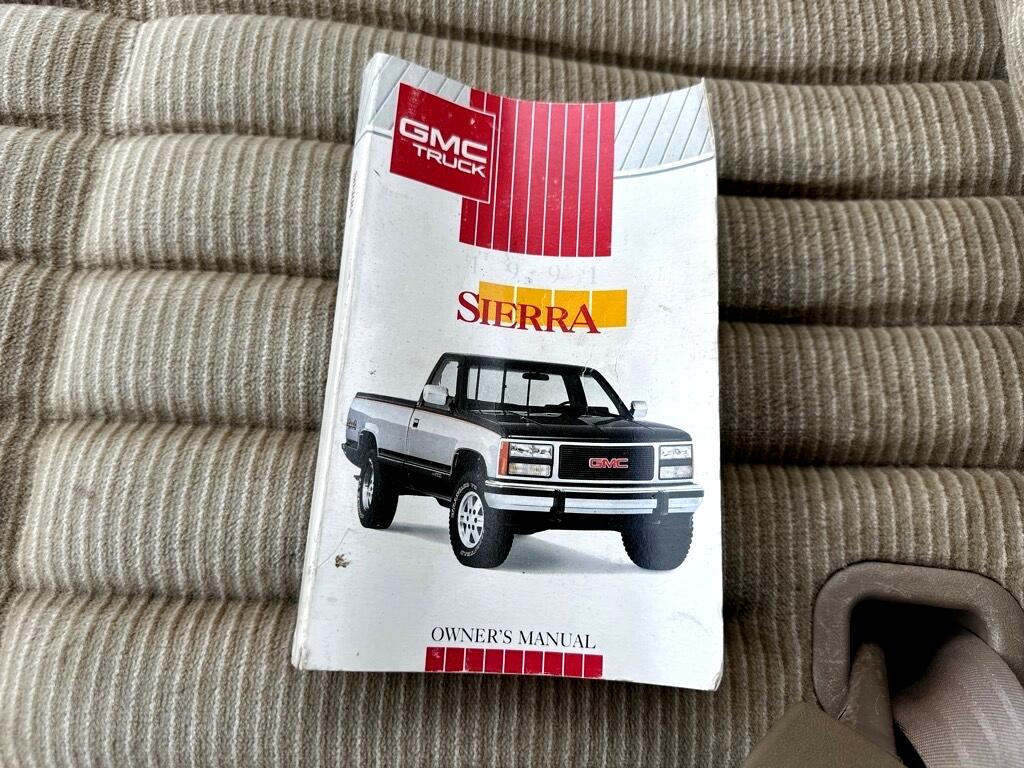 GMC
TRUCK
1991
SIERRA
GMC
OWNER'S MANUAL